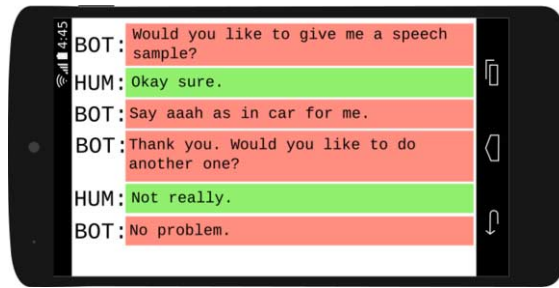 4:45
BOT: Would you like to give me a speech
sample?
HUM: Okay sure.
BOT: Say aaah as in car for me.
BOT: Thank you. Would you like to do
another one?
HUM: Not really.
BOT: No problem.